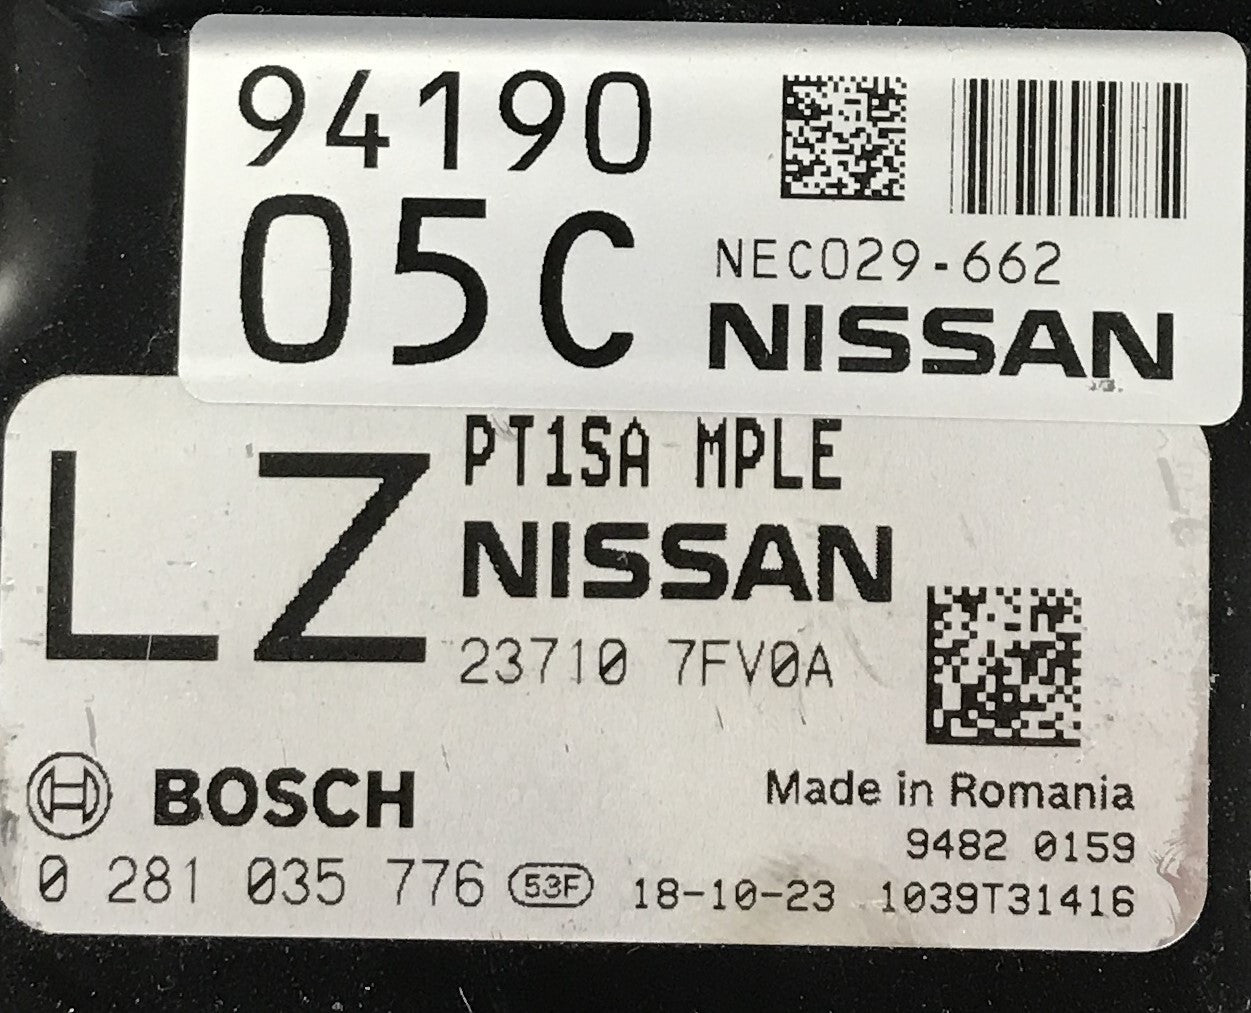 94190
05C
NEC029-662
NISSAN
LZ
PT1SA MPLE
NISSAN
23710 7FV0A
BOSCH
Made in Romania
9482 0159
0 281 035 776 53F 18-10-23 1039T31416